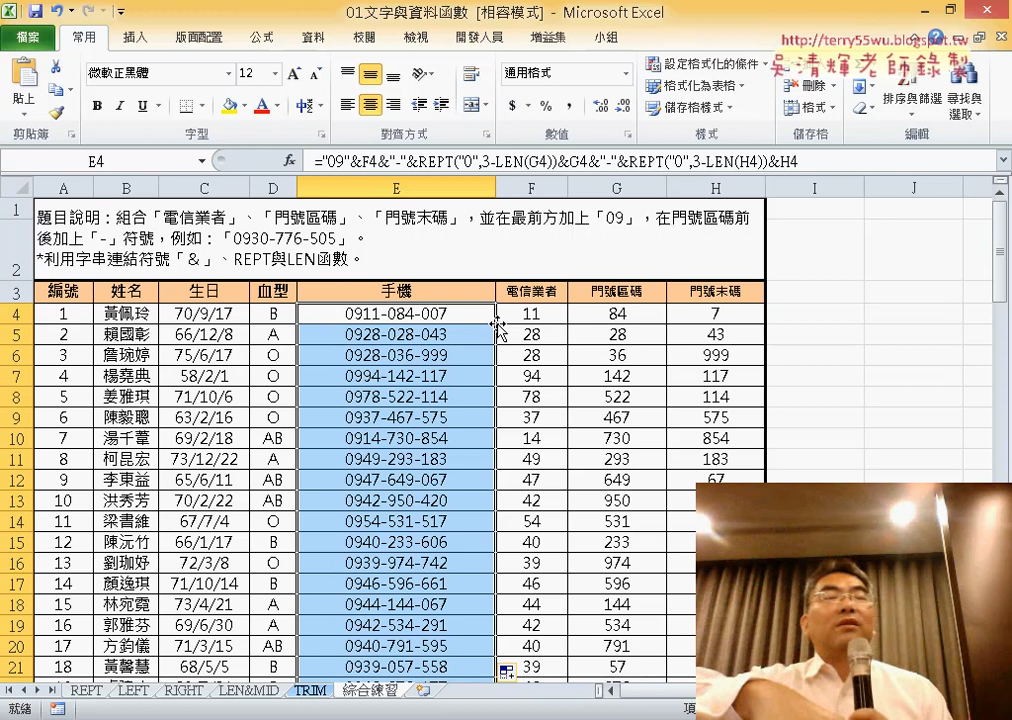 01文字與資料函數 [相容模式] - Microsoft Excel
檔案 常用 插入 版面配置 公式 資料 校閱 檢視 開發人員 增益集 小組
http://terry55wu.blogspot.tw
吳清輝老師錄製
貼上 微軟正黑體 12 通用格式 設定格式化的條件 格式化為表格 儲存格樣式 刪除 格式 排序與篩選 尋找與選取
剪貼簿 字型 對齊方式 數值 樣式 儲存格 編輯
E4 fx ="09"&F4&"-"&REPT("0",3-LEN(G4))&G4&"-"&REPT("0",3-LEN(H4))&H4
A B C D E F G H I J
1 題目說明：組合「電信業者」、「門號區碼」、「門號末碼」，並在最前方加上「09」，在門號區碼前
後加上「-」符號，例如：「0930-776-505」。
2 *利用字串連結符號「&」、REPT與LEN函數。
3 編號 姓名 生日 血型 手機 電信業者 門號區碼 門號末碼
4 1 黃佩玲 70/9/17 B 0911-084-007 11 84 7
5 2 賴國彰 66/12/8 A 0928-028-043 28 28 43
6 3 詹琬婷 75/6/17 O 0928-036-999 28 36 999
7 4 楊堯典 58/2/1 O 0994-142-117 94 142 117
8 5 姜雅琪 71/10/6 O 0978-522-114 78 522 114
9 6 陳毅聰 63/2/16 O 0937-467-575 37 467 575
10 7 湯千葦 69/2/18 AB 0914-730-854 14 730 854
11 8 柯昆宏 73/12/22 A 0949-293-183 49 293 183
12 9 李東益 65/6/11 AB 0947-649-067 47 649 67
13 10 洪秀芳 70/2/22 AB 0942-950-420 42 950
14 11 梁書維 67/7/4 O 0954-531-517 54 531
15 12 陳沅竹 66/1/17 B 0940-233-606 40 233
16 13 劉珈妤 72/3/8 O 0939-974-742 39 974
17 14 顏逸琪 71/10/14 B 0946-596-661 46 596
18 15 林宛霓 73/4/21 A 0944-144-067 44 144
19 16 郭雅芬 69/6/30 A 0942-534-291 42 534
20 17 方鈞儀 71/3/15 AB 0940-791-595 40 791
21 18 黃馨慧 68/5/5 B 0939-057-558 39 57
REPT LEFT RIGHT LEN&MID TRIM 綜合練習
就緒